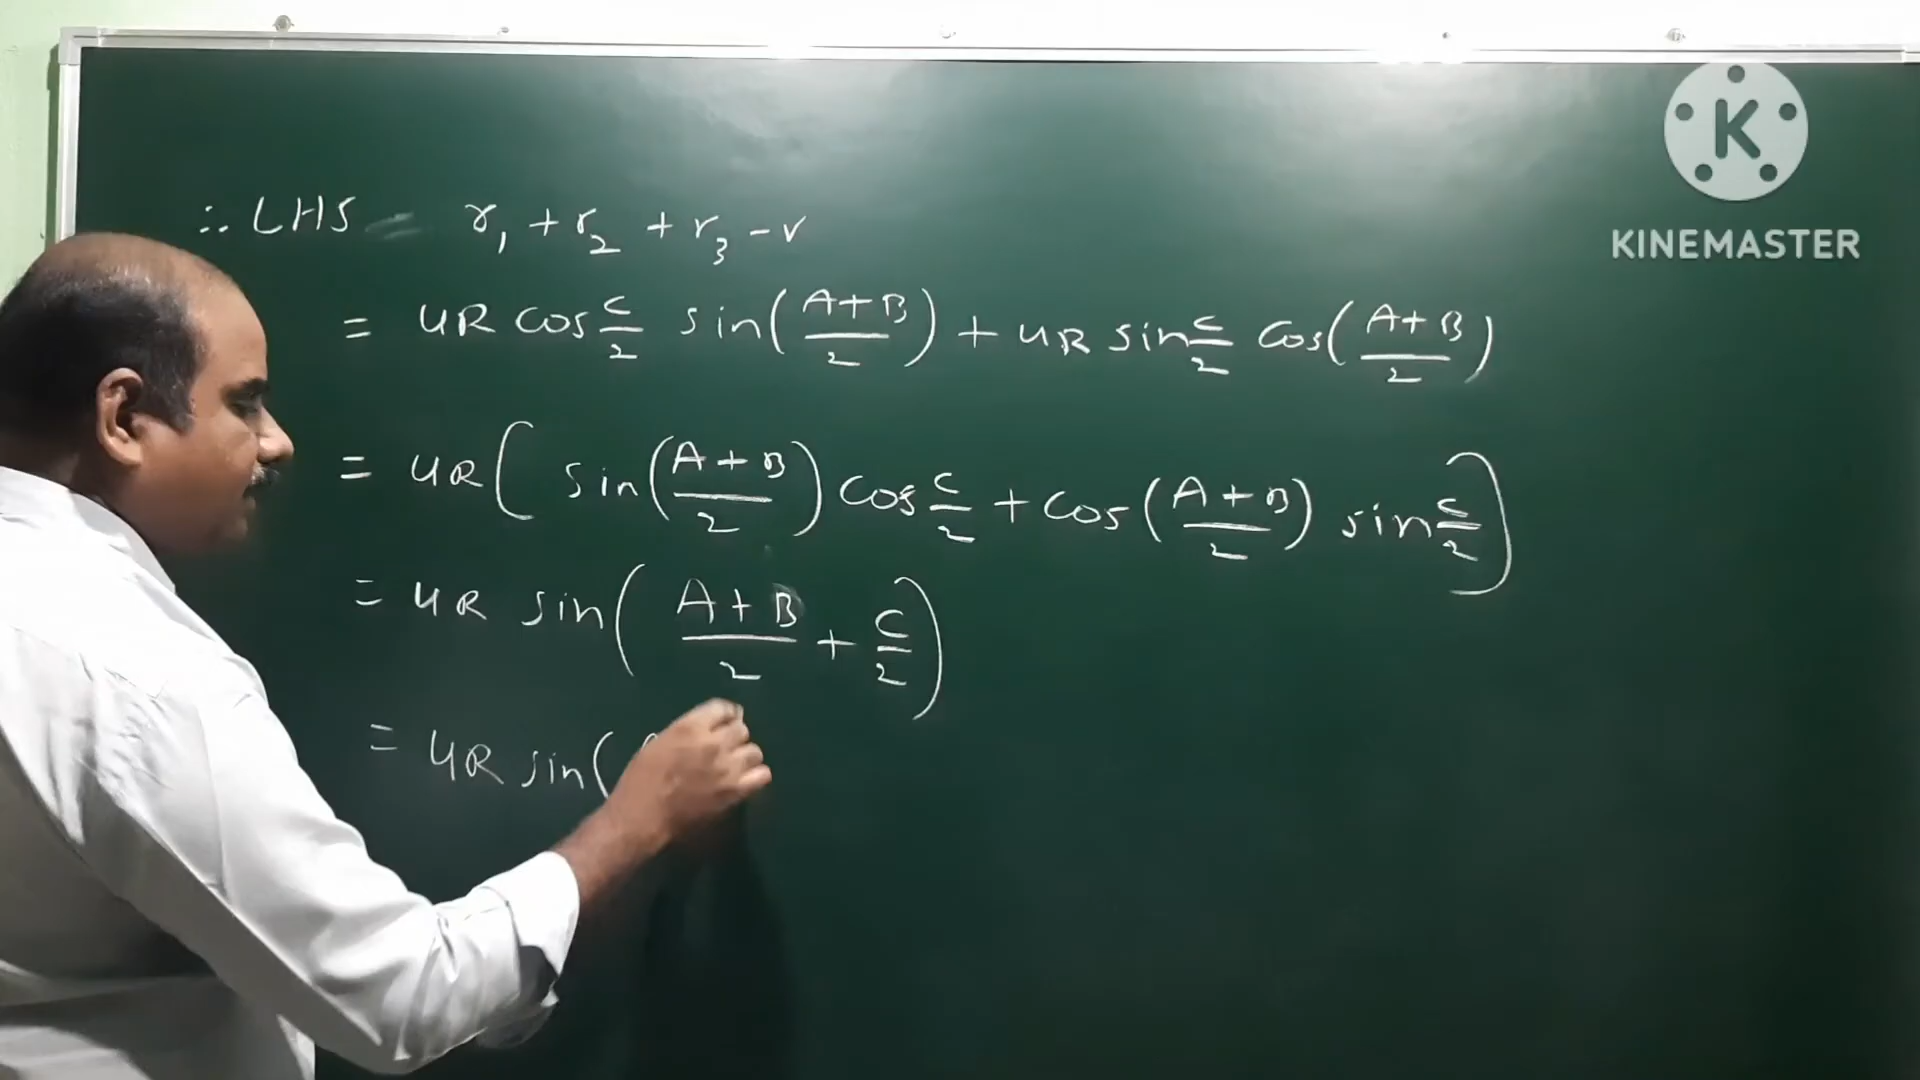 K
KINEMASTER
∴ LHS = r₁ + r₂ + r₃ - r
= 4R cos C/2 sin((A+B)/2) + 4R sin C/2 cos((A+B)/2)
= 4R [ sin((A+B)/2) cos C/2 + cos((A+B)/2) sin C/2 ]
= 4R sin( (A+B)/2 + C/2 )
= 4R sin(